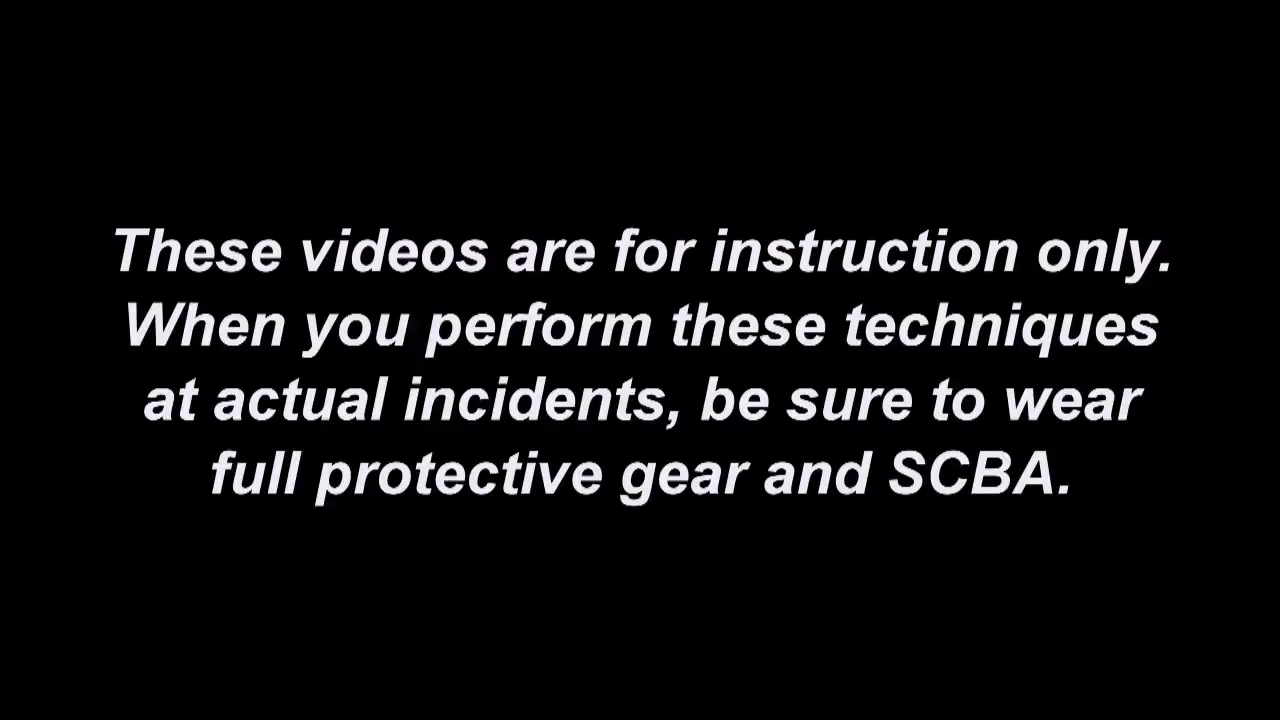 These videos are for instruction only.
When you perform these techniques
at actual incidents, be sure to wear
full protective gear and SCBA.